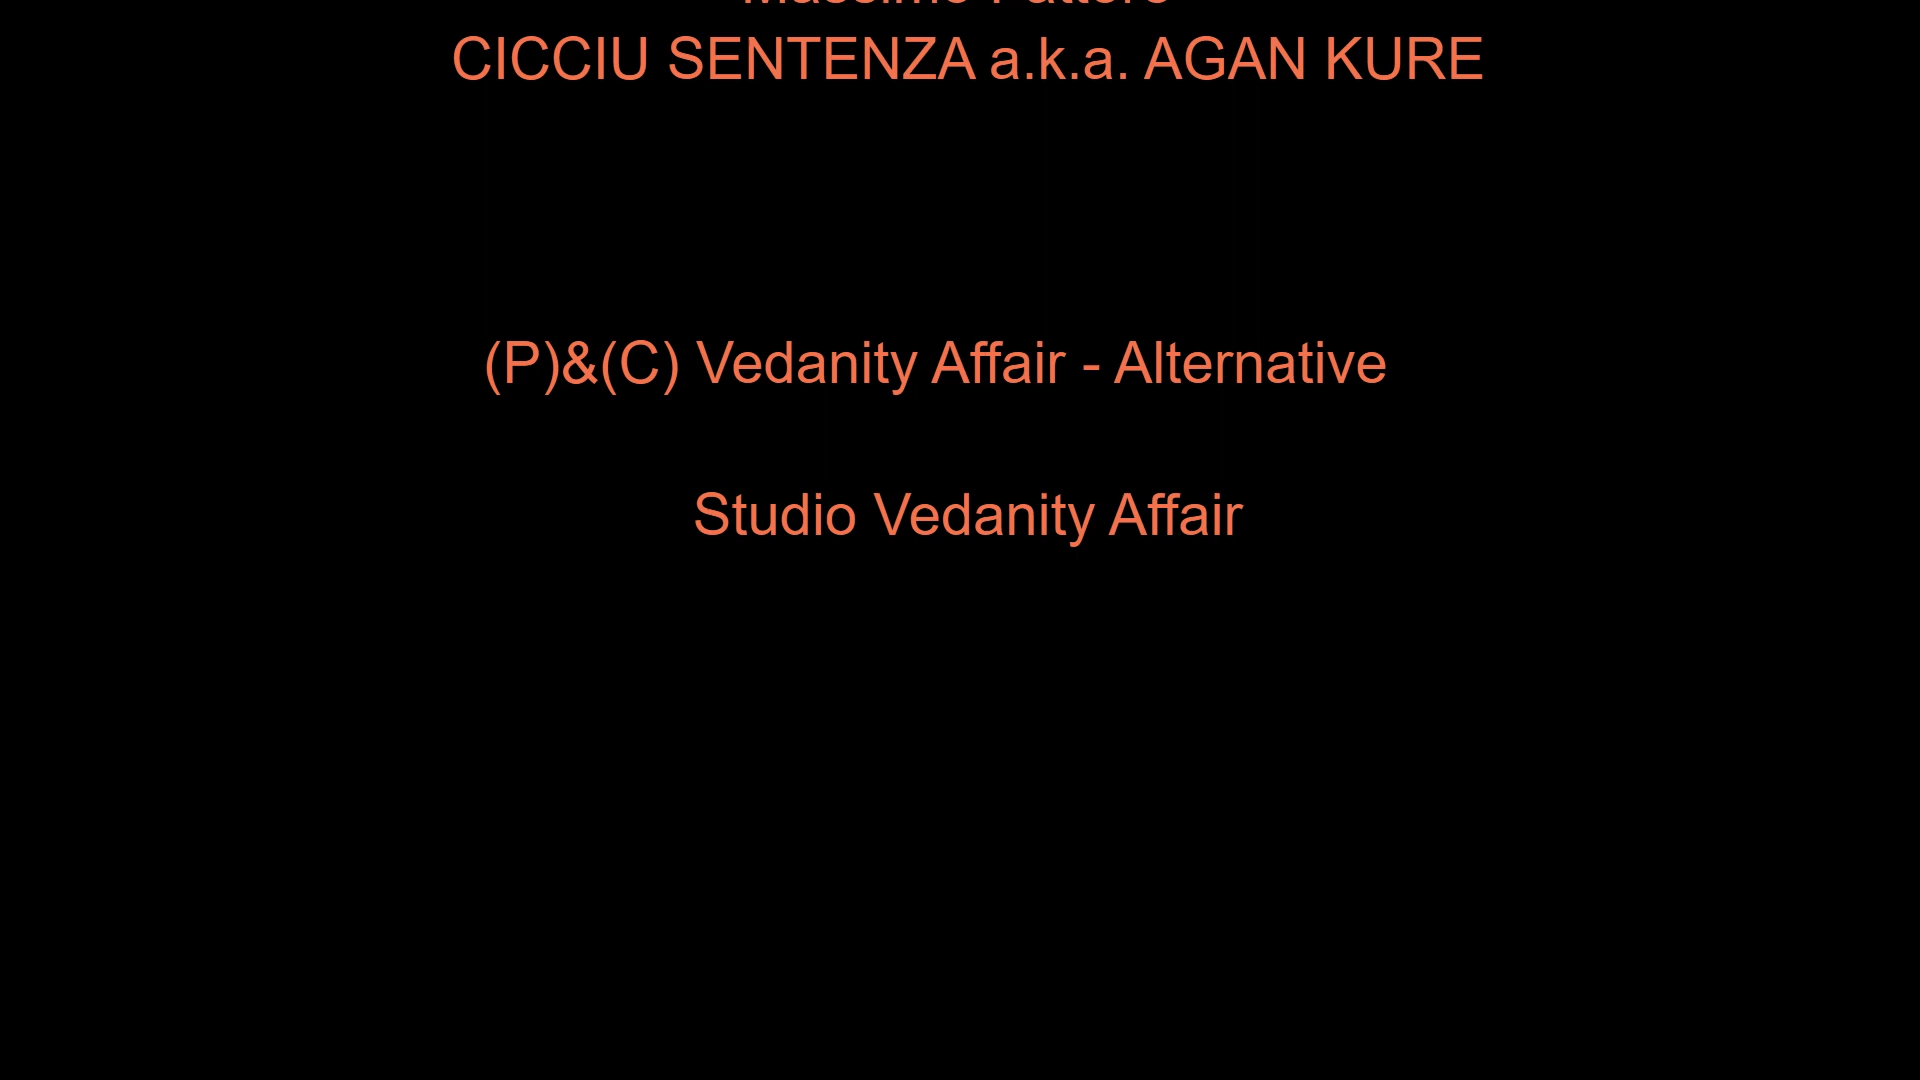 CICCIU SENTENZA a.k.a. AGAN KURE
(P)&(C) Vedanity Affair - Alternative
Studio Vedanity Affair